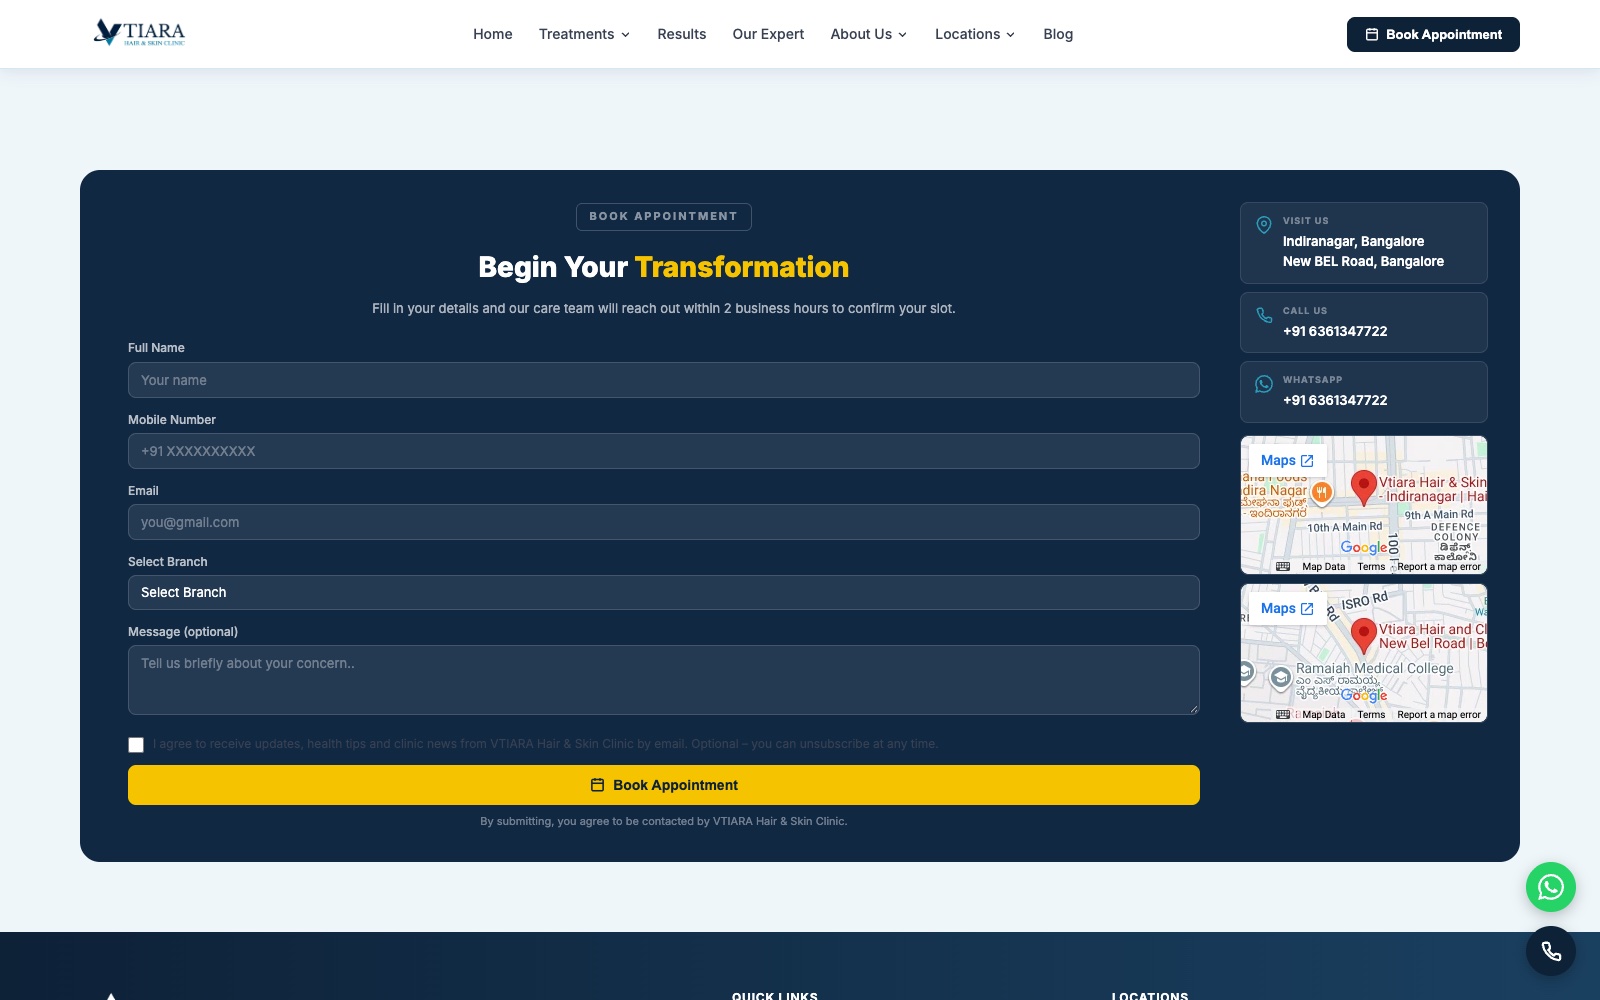 VTIARA
HAIR & SKIN CLINIC
Home
Treatments
Results
Our Expert
About Us
Locations
Blog
Book Appointment
BOOK APPOINTMENT
Begin Your Transformation
Fill in your details and our care team will reach out within 2 business hours to confirm your slot.
Full Name
Your name
Mobile Number
+91 XXXXXXXXXX
Email
you@gmail.com
Select Branch
Select Branch
Message (optional)
Tell us briefly about your concern..
I agree to receive updates, health tips and clinic news from VTIARA Hair & Skin Clinic by email. Optional – you can unsubscribe at any time.
Book Appointment
By submitting, you agree to be contacted by VTIARA Hair & Skin Clinic.
VISIT US
Indiranagar, Bangalore
New BEL Road, Bangalore
CALL US
+91 6361347722
WHATSAPP
+91 6361347722
Maps
Vtiara Hair & Skin
- Indiranagar | Hai
dira Nagar
- ಇಂದಿರಾನಗರ
10th A Main Rd
9th A Main Rd
DEFENCE
COLONY
ಡಿಫೆನ್ಸ್
ಕಾಲೋನಿ
100
Google
Map Data
Terms
Report a map error
Maps
ISRO Rd
Rd
Vtiara Hair and Cl
New Bel Road | Be
Ramaiah Medical College
ಎಂ ಎಸ್ ರಾಮಯ್ಯ
Google
Map Data
Terms
Report a map error
QUICK LINKS
LOCATIONS